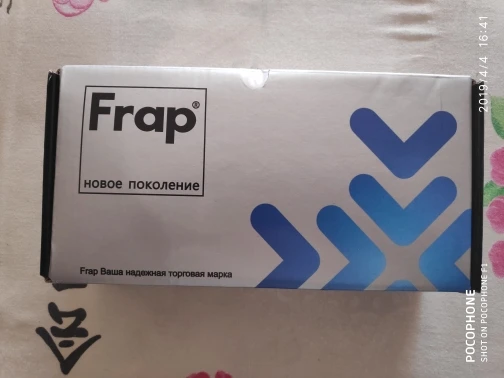 Frap®
новое поколение
Frap Ваша надежная торговая марка
2019/4/4 16:41
POCOPHONE
SHOT ON POCOPHONE F1